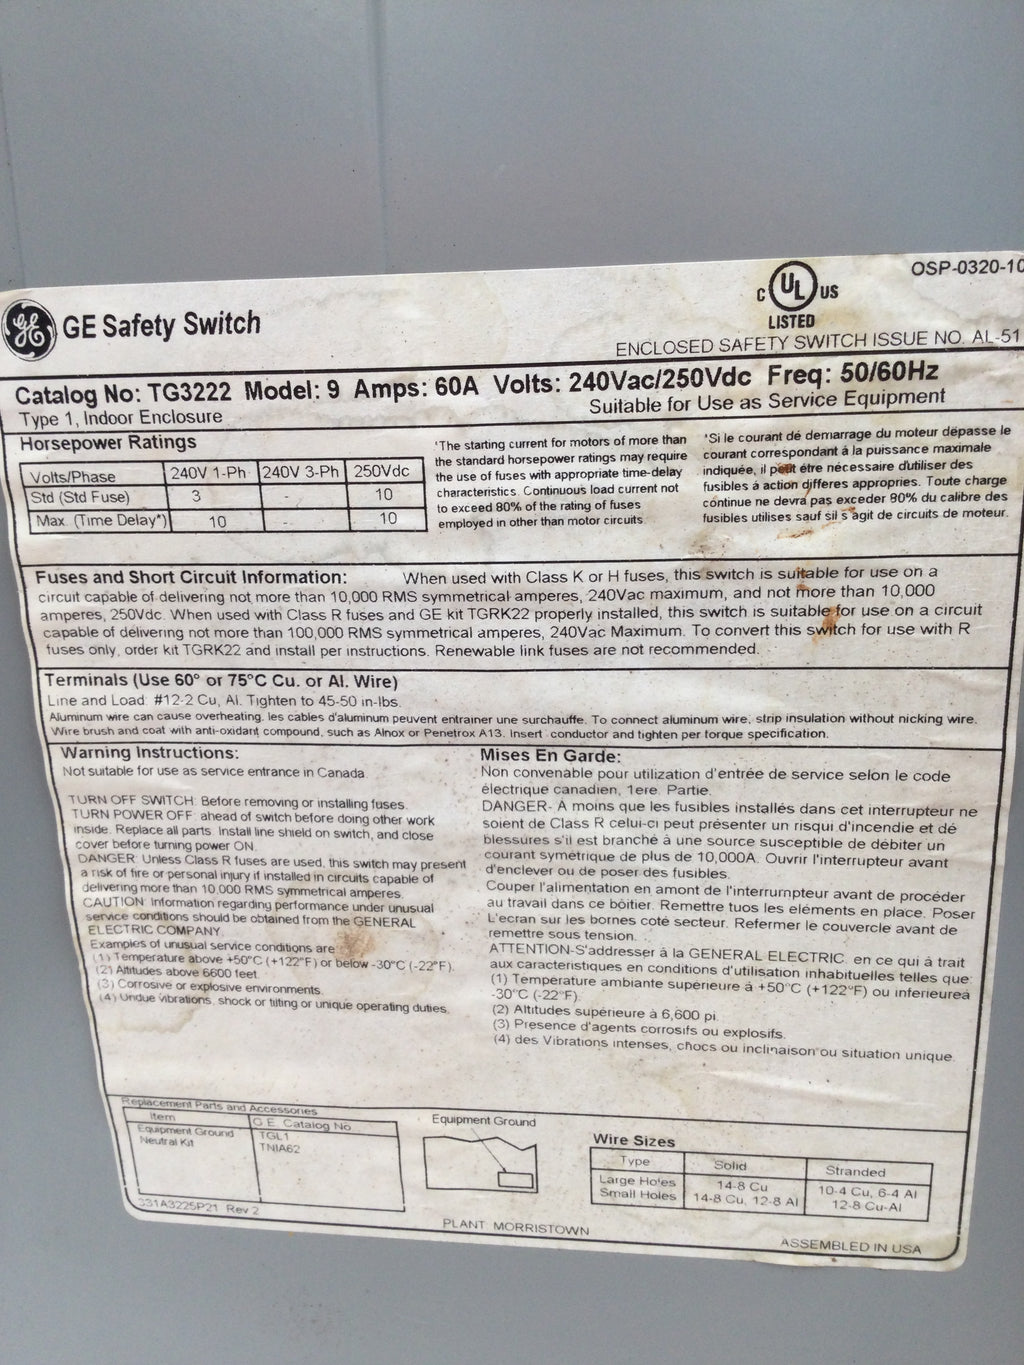 GE Safety Switch
C UL US
LISTED
OSP-0320-10
ENCLOSED SAFETY SWITCH ISSUE NO. AL-51
Catalog No: TG3222 Model: 9 Amps: 60A Volts: 240Vac/250Vdc Freq: 50/60Hz
Type 1, Indoor Enclosure
Suitable for Use as Service Equipment
Horsepower Ratings
Volts/Phase 240V 1-Ph 240V 3-Ph 250Vdc
Std (Std Fuse) 3 - 10
Max. (Time Delay*) 10 - 10
*The starting current for motors of more than
the standard horsepower ratings may require
the use of fuses with appropriate time-delay
characteristics. Continuous load current not
to exceed 80% of the rating of fuses
employed in other than motor circuits.
*Si le courant dé demarrage du moteur dépasse le
courant correspondant á la puissance maximale
indiquée, il peut étre nécessaire d'utiliser des
fusibles á action differes appropries. Toute charge
continue ne devra pas exceder 80% du calibre des
fusibles utilises sauf sil s'agit de circuits de moteur.
Fuses and Short Circuit Information: When used with Class K or H fuses, this switch is suitable for use on a
circuit capable of delivering not more than 10,000 RMS symmetrical amperes, 240Vac maximum, and not more than 10,000
amperes, 250Vdc. When used with Class R fuses and GE kit TGRK22 properly installed, this switch is suitable for use on a circuit
capable of delivering not more than 100,000 RMS symmetrical amperes, 240Vac Maximum. To convert this switch for use with R
fuses only, order kit TGRK22 and install per instructions. Renewable link fuses are not recommended.
Terminals (Use 60° or 75°C Cu. or Al. Wire)
Line and Load: #12-2 Cu, Al. Tighten to 45-50 in-lbs.
Aluminum wire can cause overheating. les cables d'aluminum peuvent entrainer une surchauffe. To connect aluminum wire, strip insulation without nicking wire.
Wire brush and coat with anti-oxidant compound, such as Alnox or Penetrox A13. Insert conductor and tighten per torque specification.
Warning Instructions:
Not suitable for use as service entrance in Canada
TURN OFF SWITCH: Before removing or installing fuses.
TURN POWER OFF: ahead of switch before doing other work
inside. Replace all parts. Install line shield on switch, and close
cover before turning power ON.
DANGER: Unless Class R fuses are used, this switch may present
a risk of fire or personal injury if installed in circuits capable of
delivering more than 10,000 RMS symmetrical amperes.
CAUTION: Information regarding performance under unusual
service conditions should be obtained from the GENERAL
ELECTRIC COMPANY.
Examples of unusual service conditions are
(1) Temperature above +50°C (+122°F) or below -30°C (-22°F).
(2) Altitudes above 6600 feet.
(3) Corrosive or explosive environments.
(4) Undue vibrations, shock or tilting or unique operating duties.
Mises En Garde:
Non convenable pour utilization d'entrée de service selon le code
électrique canadien, 1ere. Partie.
DANGER- A moins que les fusibles installés dans cet interrupteur ne
soient de Class R celui-ci peut présenter un risqui d'incendie et dé
blessures s'il est branché à une source susceptible de débiter un
courant symétrique de plus de 10,000A. Ouvrir l'interrupteur avant
d'enclever ou de poser des fusibles.
Couper l'alimentation en amont de l'interrumpteur avant de procéder
au travail dans ce bôitier. Remettre tuos les eléments en place. Poser
L'ecran sur les bornes coté secteur. Refermer le couvercle avant de
remettre sous tension.
ATTENTION-S'addresser à la GENERAL ELECTRIC en ce qui à trait
aux caracteristiques en conditions d'utilisation inhabituelles telles que:
(1) Temperature ambiante superieure á +50°C (+122°F) ou inferieureá
-30°C (-22°F).
(2) Altitudes supérieure à 6,600 pi.
(3) Presence d'agents corrosifs ou explosifs.
(4) des Vibrations intenses, chocs ou inclinaison ou situation unique.
Replacement Parts and Accessories
Item G.E. Catalog No.
Equipment Ground TGL1
Neutral Kit TNIA62
331A3225P21 Rev 2
Equipment Ground
Wire Sizes
Type Solid Stranded
Large Holes 14-8 Cu 10-4 Cu, 6-4 Al
Small Holes 14-8 Cu, 12-8 Al 12-8 Cu-Al
PLANT: MORRISTOWN
ASSEMBLED IN USA